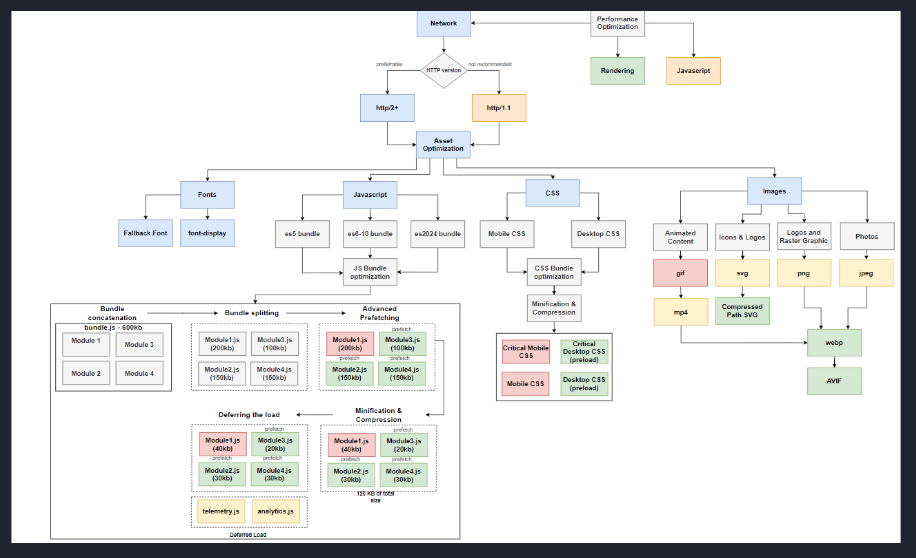 Network
Performance
Optimization
preferrable
HTTP version
not recommended
Rendering
Javascript
http/2+
http/1.1
Asset
Optimization
Fonts
Javascript
CSS
Images
Fallback Font
font-display
es5 bundle
es6-10 bundle
es2024 bundle
Mobile CSS
Desktop CSS
Animated
Content
Icons & Logos
Logos and
Raster Graphic
Photos
JS Bundle
optimization
CSS Bundle
optimization
gif
svg
png
jpeg
Minification &
Compression
mp4
Compressed
Path SVG
webp
AVIF
Critical Mobile
CSS
Critical
Desktop CSS
(preload)
Mobile CSS
Desktop CSS
(preload)
Bundle
concatenation
Bundle splitting
Advanced
Prefetching
bundle.js - 600kb
Module 1
Module 3
Module 2
Module 4
Module1.js
(200kb)
Module3.js
(100kb)
Module2.js
(150kb)
Module4.js
(150kb)
prefetch
Module1.js
(200kb)
Module3.js
(100kb)
prefetch
prefetch
Module2.js
(150kb)
Module4.js
(150kb)
Deferring the load
Minification &
Compression
prefetch
Module1.js
(40kb)
Module3.js
(20kb)
prefetch
prefetch
Module2.js
(30kb)
Module4.js
(30kb)
telemetry.js
analytics.js
Deferred Load
prefetch
Module1.js
(40kb)
Module3.js
(20kb)
prefetch
prefetch
Module2.js
(30kb)
Module4.js
(30kb)
KB of total
size